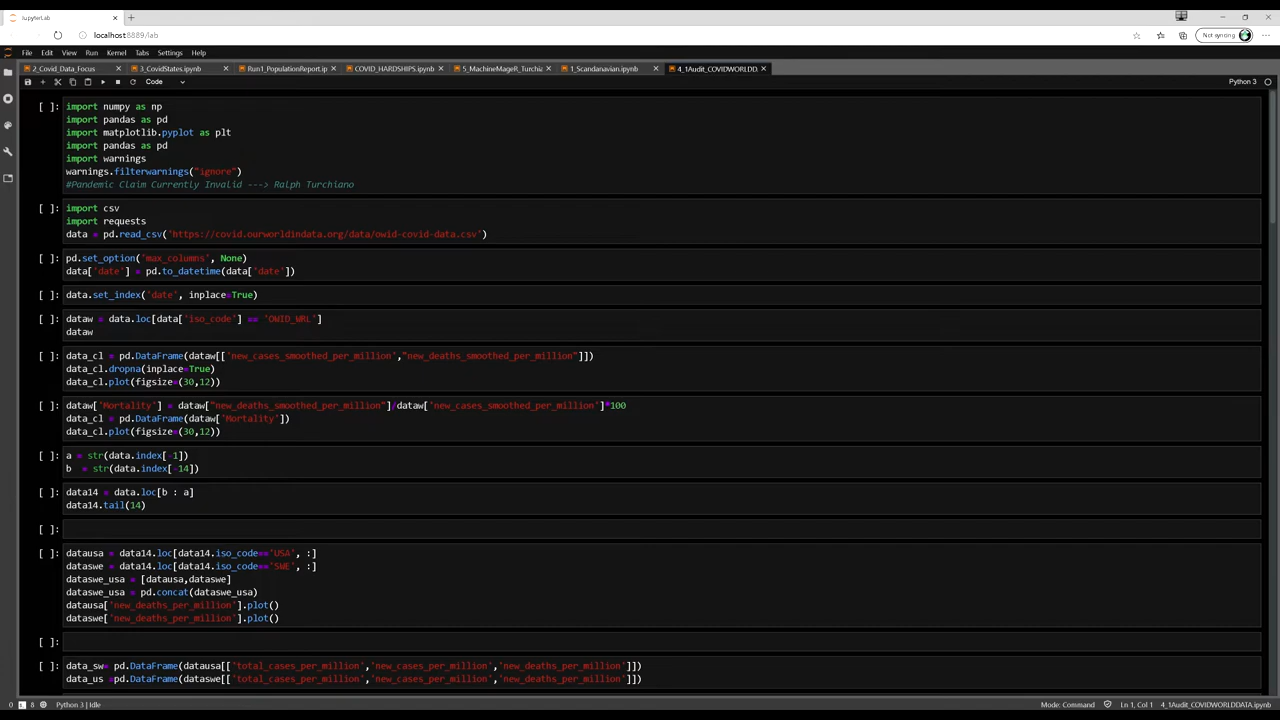 JupyterLab
localhost:8889/lab
Not syncing
File Edit View Run Kernel Tabs Settings Help
2_Covid_Data_Focus 3_CovidStates.ipynb Run1_PopulationReport.ip COVID_HARDSHIPS.ipynb 5_MachineMageR_Turchia 1_Scandanavian.ipynb 4_1Audit_COVIDWORLDD.
Code Python 3
[ ]: import numpy as np
import pandas as pd
import matplotlib.pyplot as plt
import pandas as pd
import warnings
warnings.filterwarnings("ignore")
#Pandemic Claim Currently Invalid ---> Ralph Turchiano
[ ]: import csv
import requests
data = pd.read_csv('https://covid.ourworldindata.org/data/owid-covid-data.csv')
[ ]: pd.set_option('max_columns', None)
data['date'] = pd.to_datetime(data['date'])
[ ]: data.set_index('date', inplace=True)
[ ]: dataw = data.loc[data['iso_code'] == 'OWID_WRL']
dataw
[ ]: data_cl = pd.DataFrame(dataw[['new_cases_smoothed_per_million',"new_deaths_smoothed_per_million"]])
data_cl.dropna(inplace=True)
data_cl.plot(figsize=(30,12))
[ ]: dataw['Mortality'] = dataw["new_deaths_smoothed_per_million"]/dataw['new_cases_smoothed_per_million']*100
data_cl = pd.DataFrame(dataw['Mortality'])
data_cl.plot(figsize=(30,12))
[ ]: a = str(data.index[-1])
b = str(data.index[-14])
[ ]: data14 = data.loc[b : a]
data14.tail(14)
[ ]:
[ ]: datausa = data14.loc[data14.iso_code=='USA', :]
dataswe = data14.loc[data14.iso_code=='SWE', :]
dataswe_usa = [datausa,dataswe]
dataswe_usa = pd.concat(dataswe_usa)
datausa['new_deaths_per_million'].plot()
dataswe['new_deaths_per_million'].plot()
[ ]:
[ ]: data_sw= pd.DataFrame(datausa[["total_cases_per_million",'new_cases_per_million','new_deaths_per_million']])
data_us =pd.DataFrame(dataswe[["total_cases_per_million",'new_cases_per_million','new_deaths_per_million']])
0 8 Python 3 | Idle Mode: Command Ln 1, Col 1 4_1Audit_COVIDWORLDDATA.ipynb